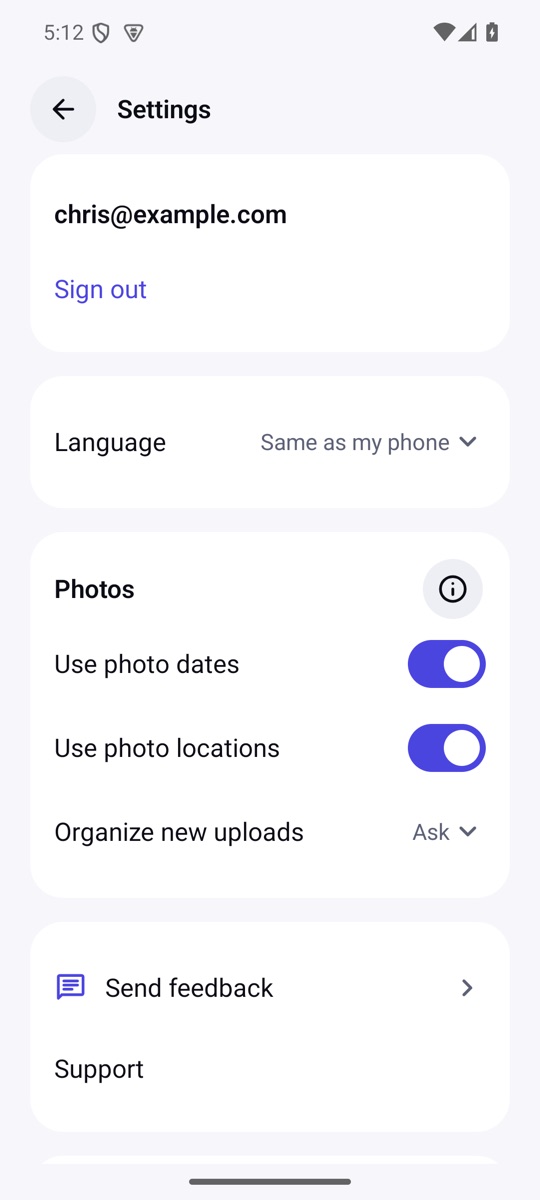 5:12
Settings
chris@example.com
Sign out
Language
Same as my phone
Photos
Use photo dates
Use photo locations
Organize new uploads
Ask
Send feedback
Support